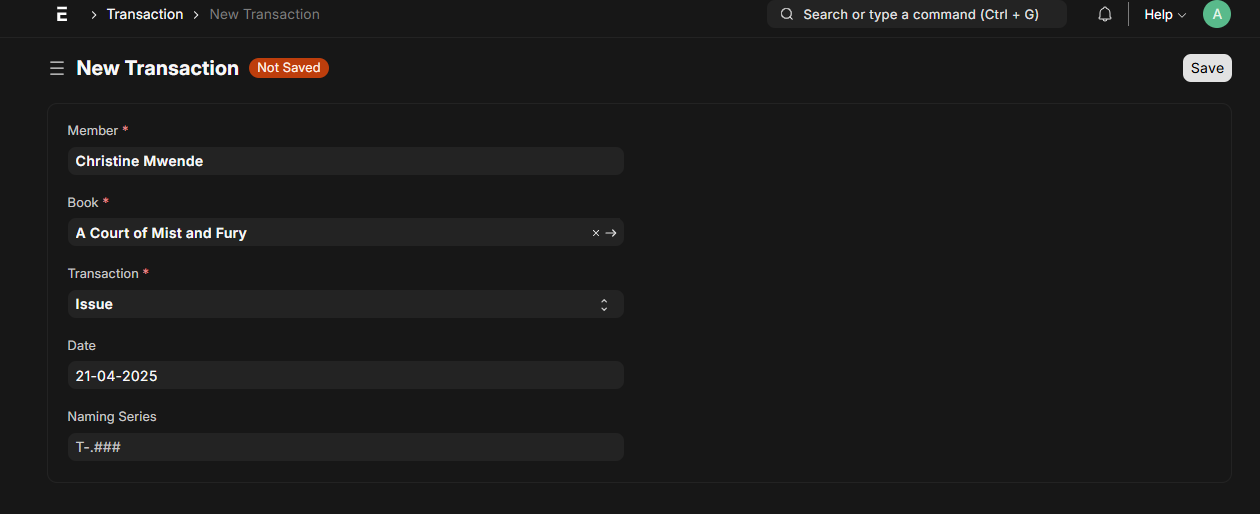 E > Transaction > New Transaction Search or type a command (Ctrl + G) Help A
New Transaction Not Saved Save
Member *
Christine Mwende
Book *
A Court of Mist and Fury
Transaction *
Issue
Date
21-04-2025
Naming Series
T-.###